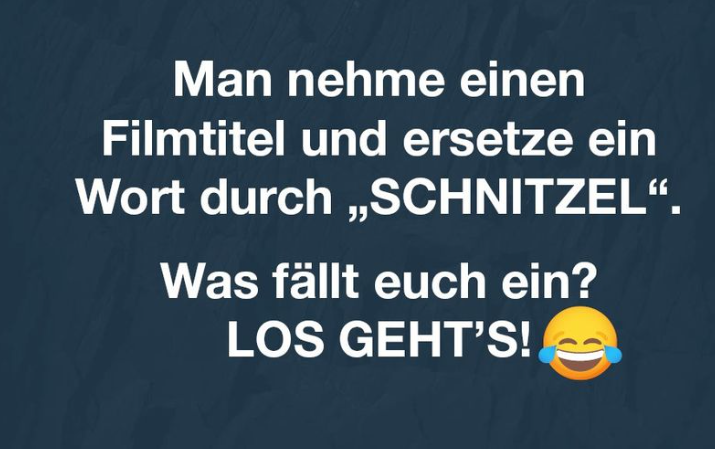 Man nehme einen
Filmtitel und ersetze ein
Wort durch „SCHNITZEL“.
Was fällt euch ein?
LOS GEHT’S!😂